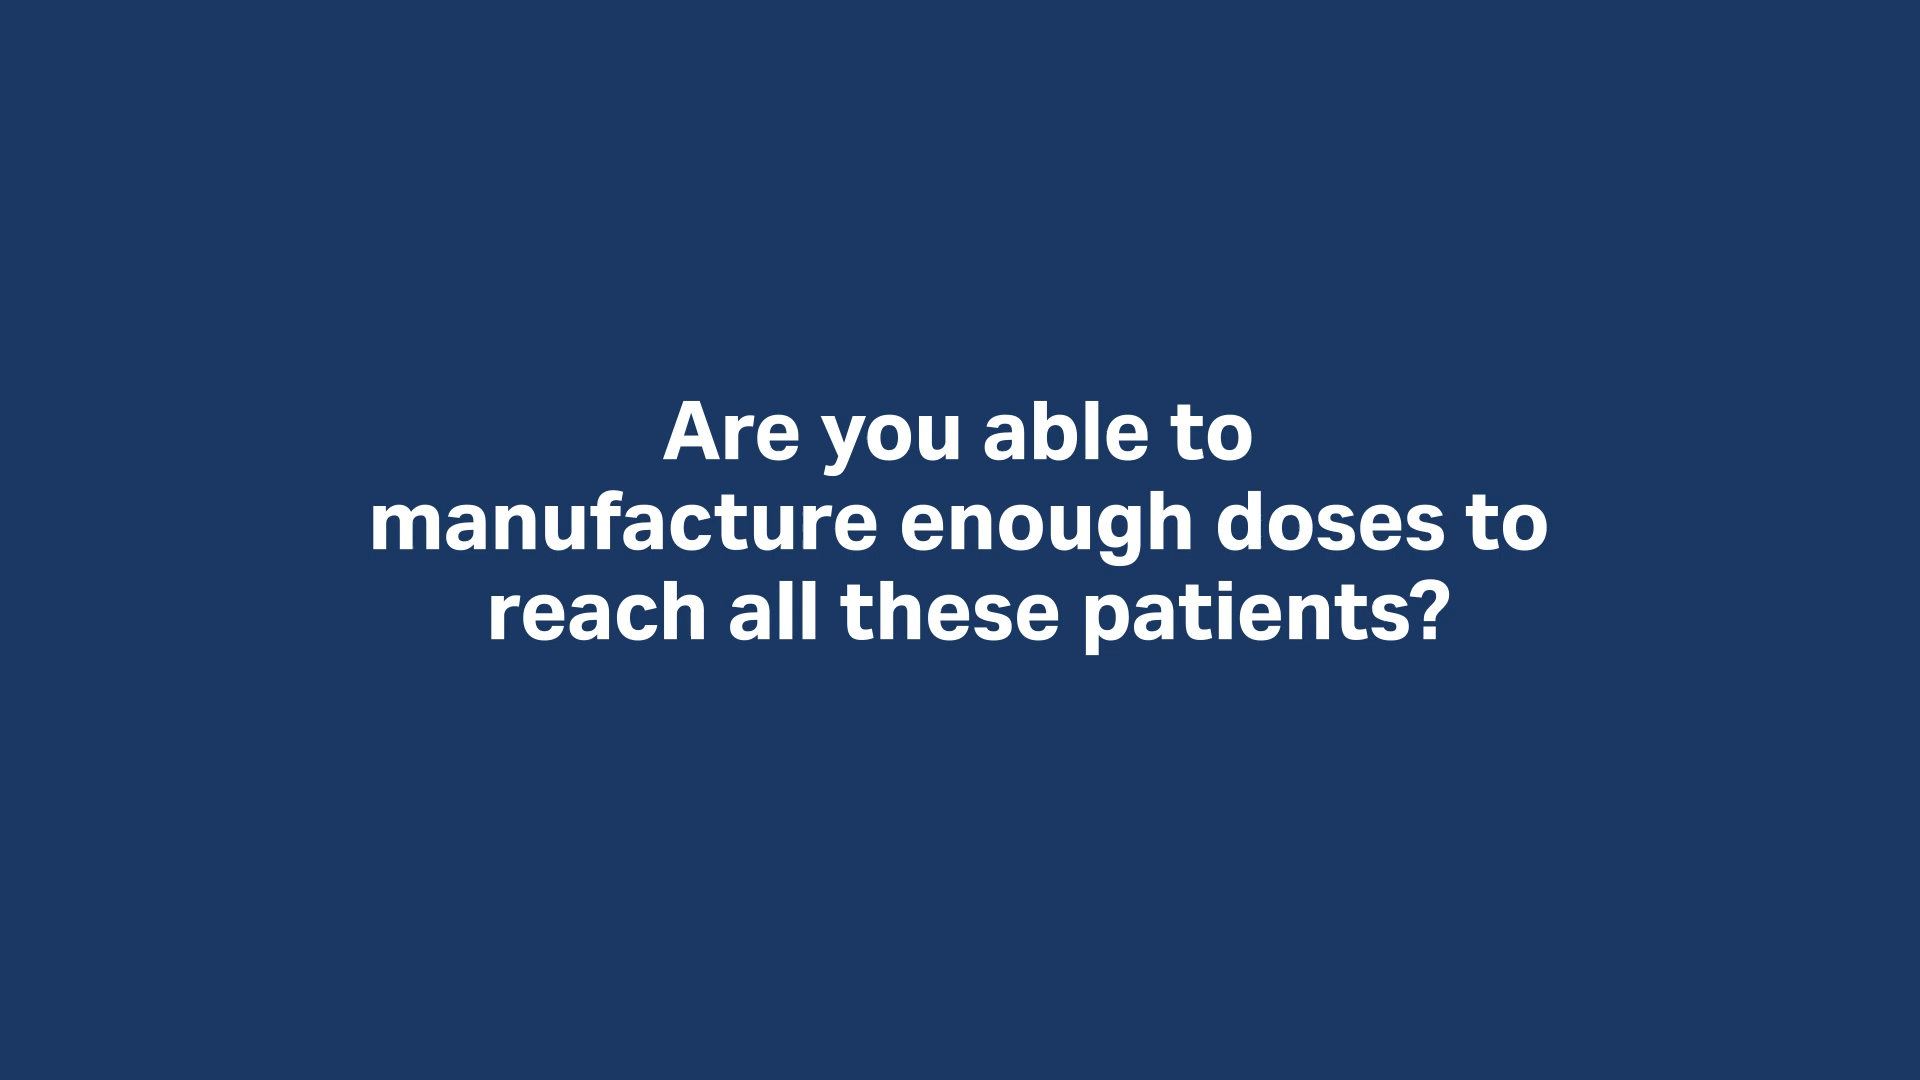 Are you able to
manufacture enough doses to
reach all these patients?